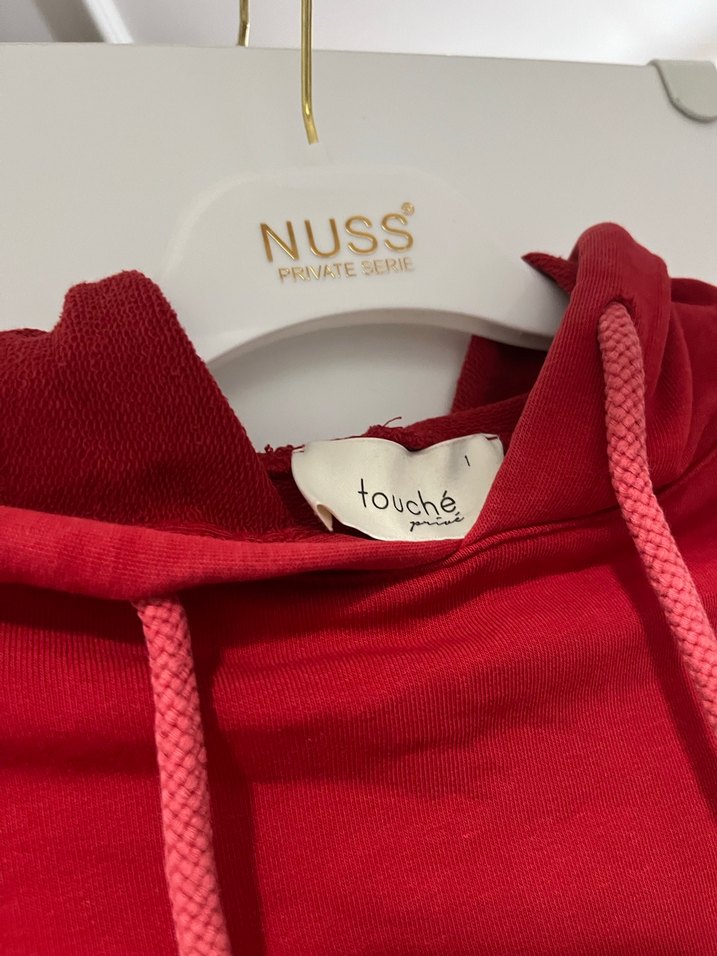 NUSS®
PRIVATE SERIE
1
touché
privé